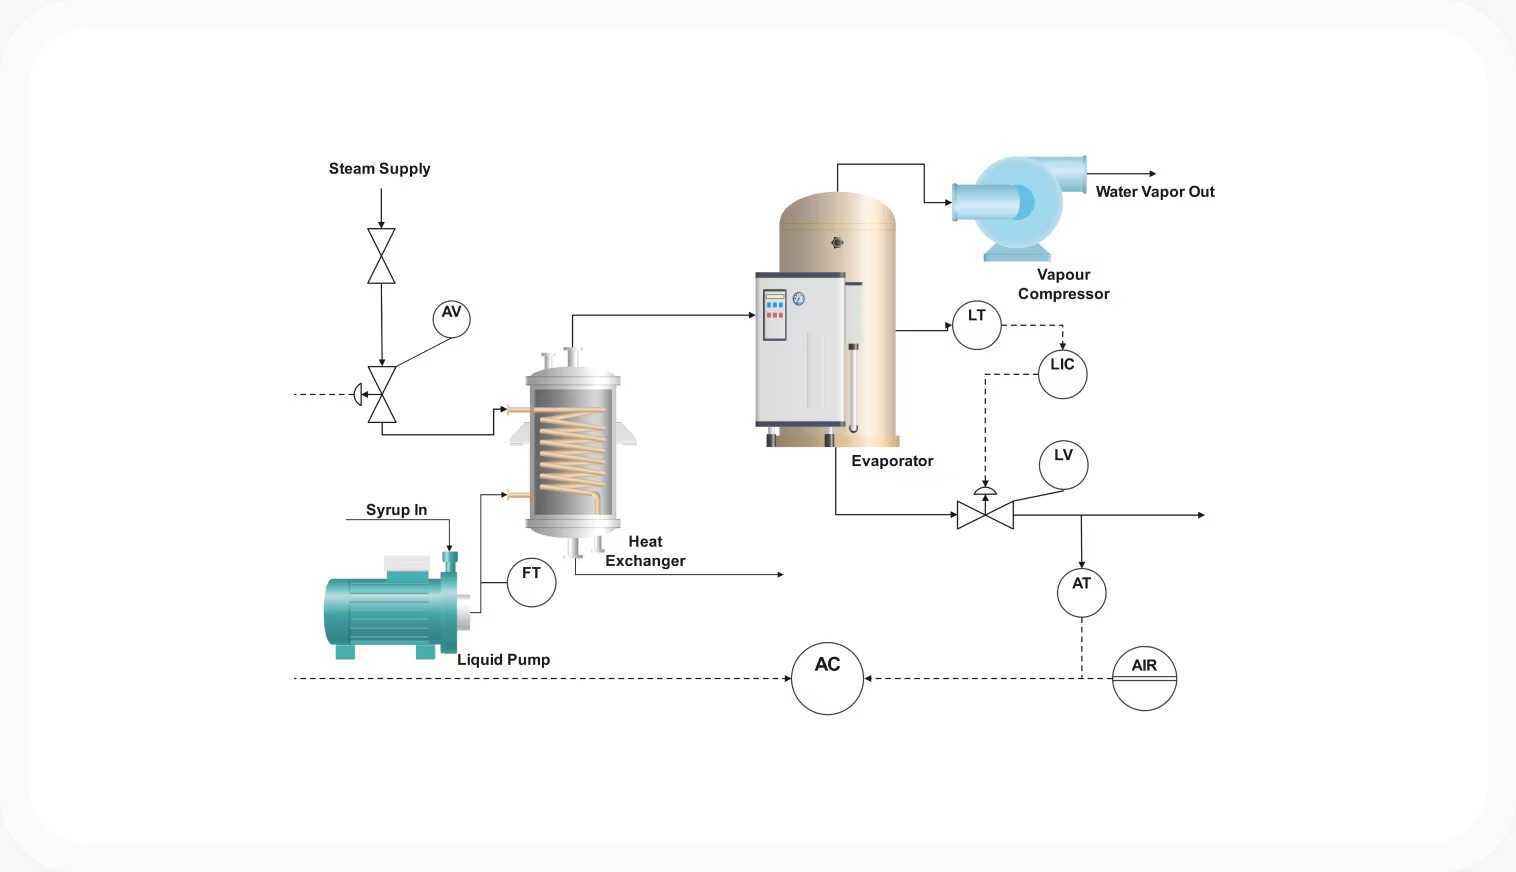 Steam Supply
Water Vapor Out
Vapour
Compressor
AV
LT
LIC
Evaporator
LV
Syrup In
Heat
Exchanger
FT
AT
Liquid Pump
AC
AIR